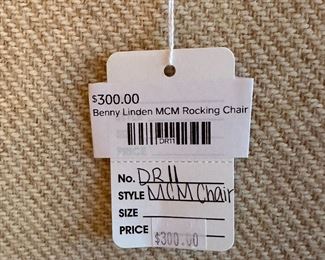 $300.00
Benny Linden MCM Rocking Chair
DR11
No. DR11
STYLE MCM Chair
SIZE
PRICE $300.00